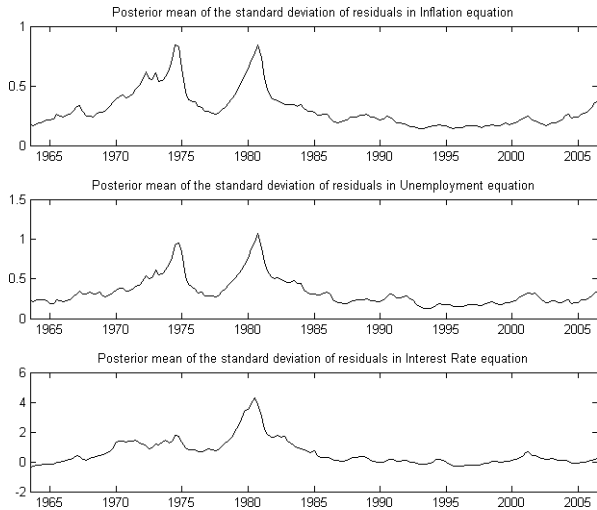 Posterior mean of the standard deviation of residuals in Inflation equation
1
0.5
0
1965 1970 1975 1980 1985 1990 1995 2000 2005
Posterior mean of the standard deviation of residuals in Unemployment equation
1.5
1
0.5
0
1965 1970 1975 1980 1985 1990 1995 2000 2005
Posterior mean of the standard deviation of residuals in Interest Rate equation
6
4
2
0
-2
1965 1970 1975 1980 1985 1990 1995 2000 2005